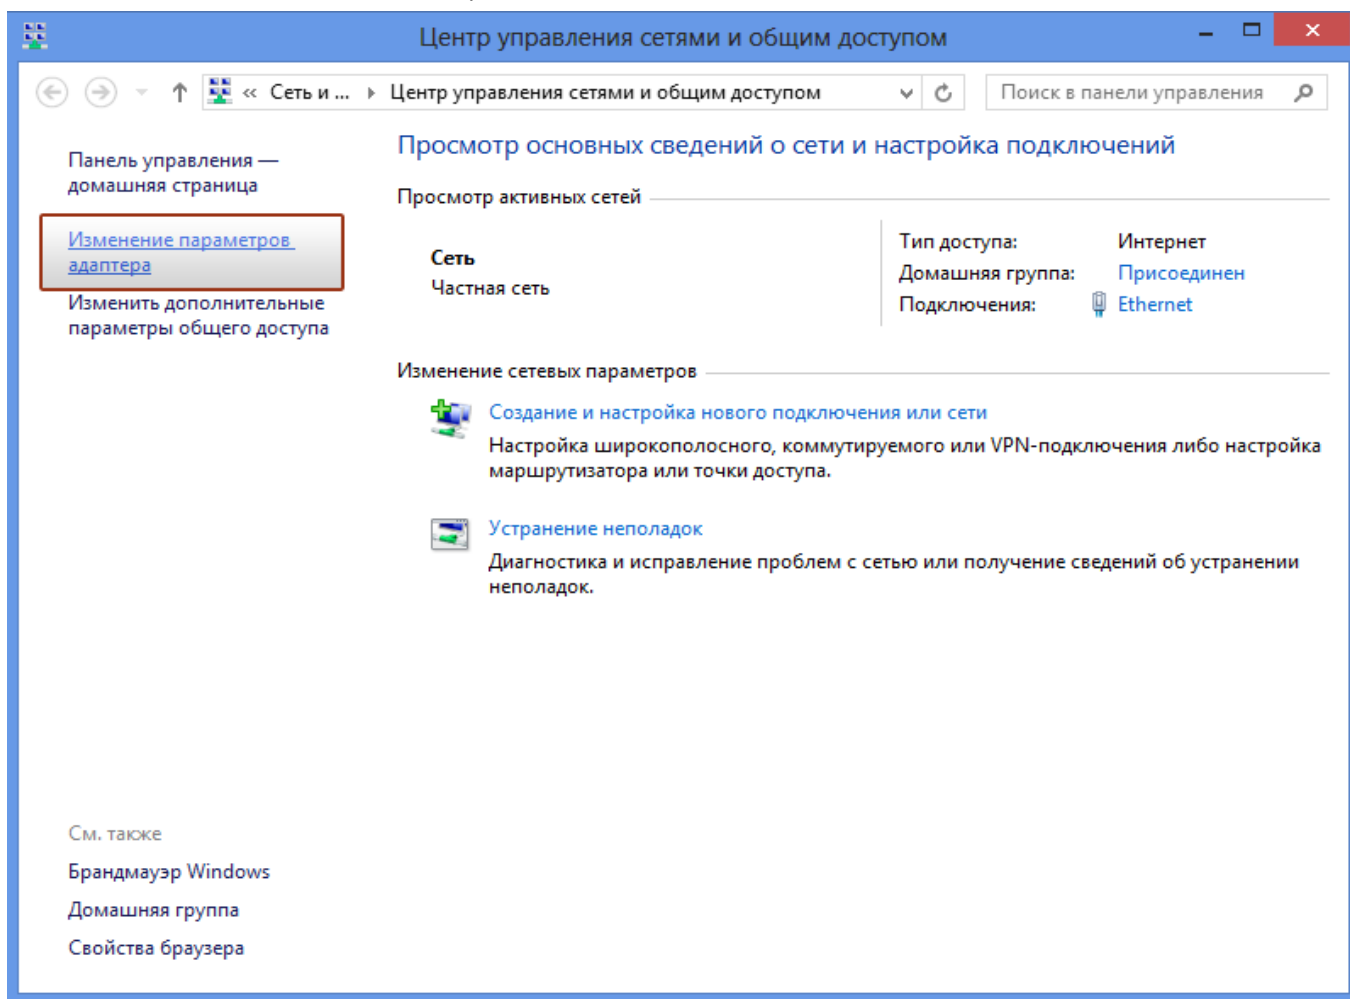 Центр управления сетями и общим доступом
« Сеть и ... Центр управления сетями и общим доступом
Поиск в панели управления
Панель управления —
домашняя страница
Изменение параметров
адаптера
Изменить дополнительные
параметры общего доступа
Просмотр основных сведений о сети и настройка подключений
Просмотр активных сетей
Сеть
Частная сеть
Тип доступа: Интернет
Домашняя группа: Присоединен
Подключения: Ethernet
Изменение сетевых параметров
Создание и настройка нового подключения или сети
Настройка широкополосного, коммутируемого или VPN-подключения либо настройка
маршрутизатора или точки доступа.
Устранение неполадок
Диагностика и исправление проблем с сетью или получение сведений об устранении
неполадок.
См. также
Брандмауэр Windows
Домашняя группа
Свойства браузера